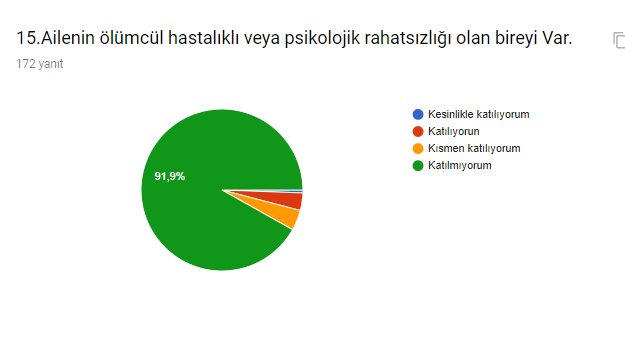 15.Ailenin ölümcül hastalıklı veya psikolojik rahatsızlığı olan bireyi Var.
172 yanıt
Kesinlikle katılıyorum
Katılıyorun
Kısmen katılıyorum
Katılmıyorum
91,9%